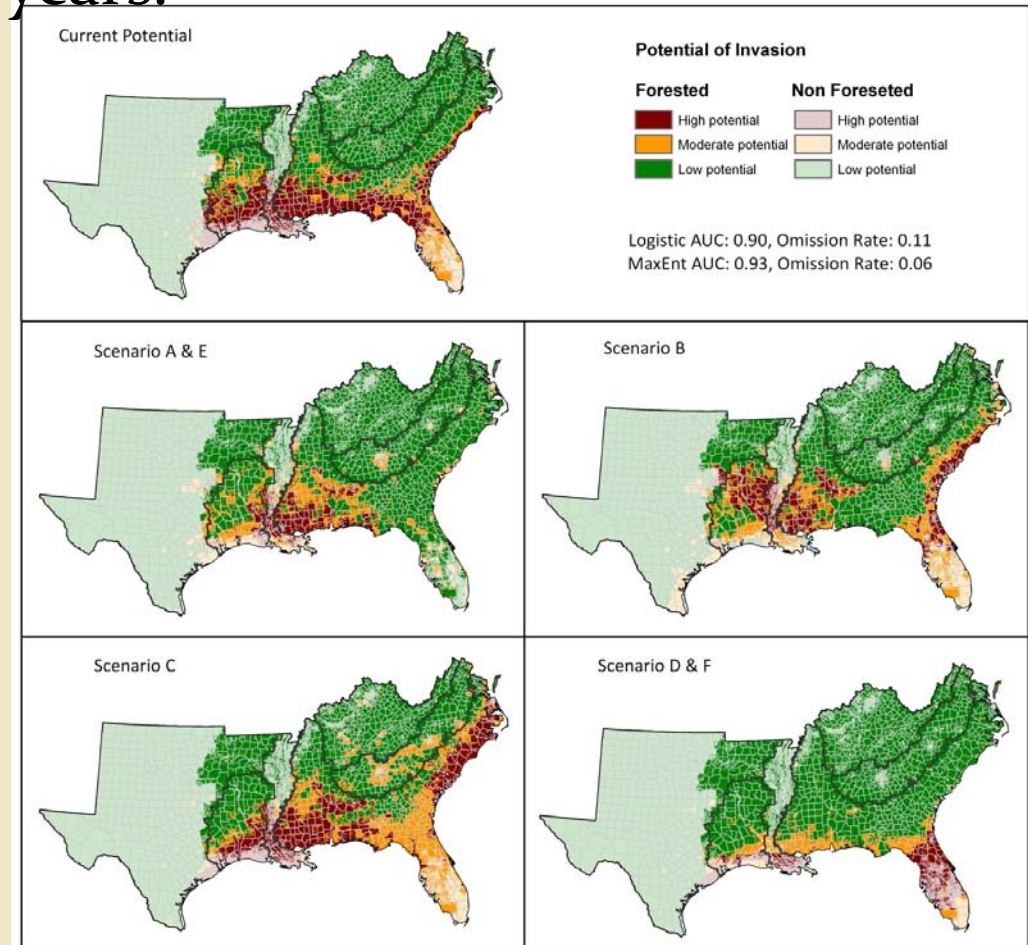 years.
Current Potential
Potential of Invasion
Forested
Non Foreseted
High potential
High potential
Moderate potential
Moderate potential
Low potential
Low potential
Logistic AUC: 0.90, Omission Rate: 0.11
MaxEnt AUC: 0.93, Omission Rate: 0.06
Scenario A & E
Scenario B
Scenario C
Scenario D & F